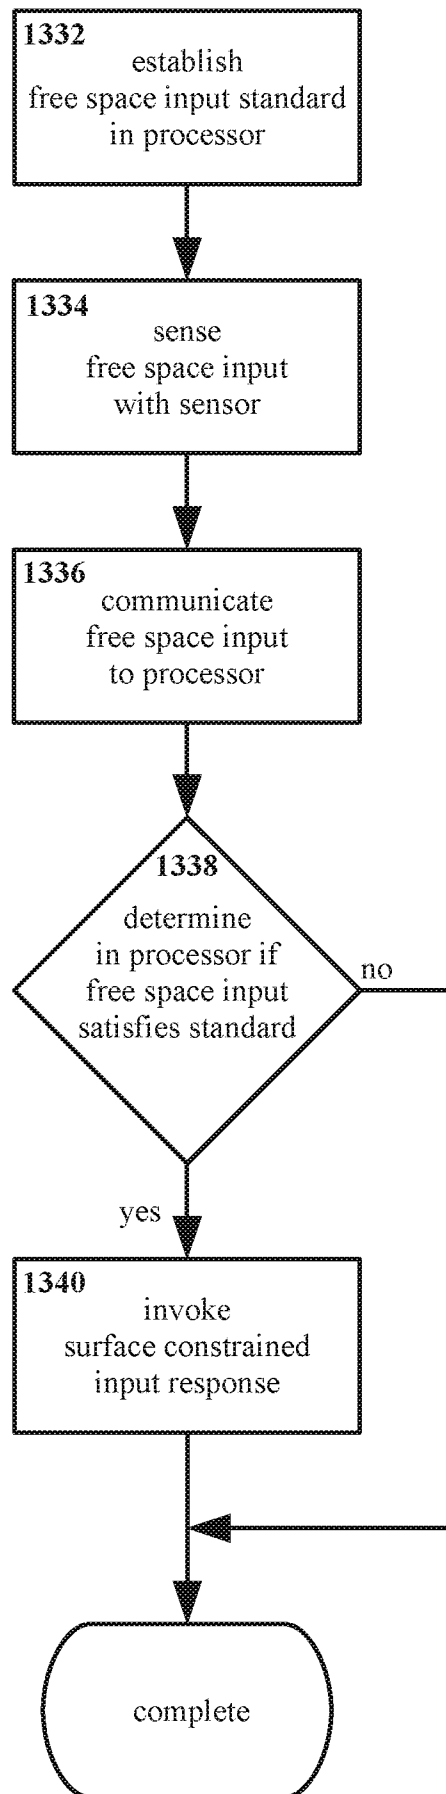 1332
establish
free space input standard
in processor
1334
sense
free space input
with sensor
1336
communicate
free space input
to processor
1338
determine
in processor if
free space input
satisfies standard
no
yes
1340
invoke
surface constrained
input response
complete